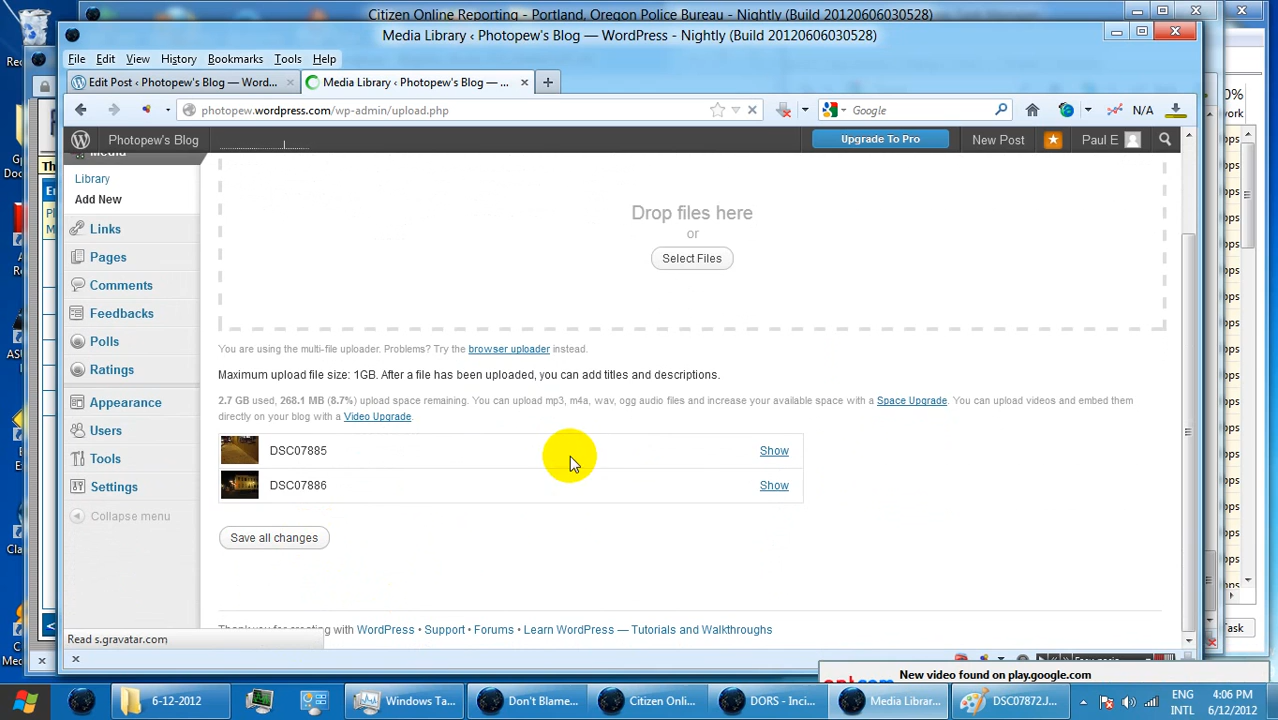 Citizen Online Reporting - Portland, Oregon Police Bureau - Nightly (Build 20120606030528)
Media Library ‹ Photopew's Blog — WordPress - Nightly (Build 20120606030528)
File Edit View History Bookmarks Tools Help
Edit Post ‹ Photopew's Blog — Word... Media Library ‹ Photopew's Blog — ...
photopew.wordpress.com/wp-admin/upload.php Google N/A
Photopew's Blog Upgrade To Pro New Post Paul E
Media
Library
Add New
Links
Pages
Comments
Feedbacks
Polls
Ratings
Appearance
Users
Tools
Settings
Collapse menu
Drop files here
or
Select Files
You are using the multi-file uploader. Problems? Try the browser uploader instead.
Maximum upload file size: 1GB. After a file has been uploaded, you can add titles and descriptions.
2.7 GB used, 268.1 MB (8.7%) upload space remaining. You can upload mp3, m4a, wav, ogg audio files and increase your available space with a Space Upgrade. You can upload videos and embed them
directly on your blog with a Video Upgrade.
DSC07885 Show
DSC07886 Show
Save all changes
Thank you for creating with WordPress • Support • Forums • Learn WordPress — Tutorials and Walkthroughs
Read s.gravatar.com
New video found on play.google.com
6-12-2012 Windows Ta... Don't Blame... Citizen Onli... DORS - Inci... Media Librar... DSC07872.J...
ENG
INTL
4:06 PM
6/12/2012